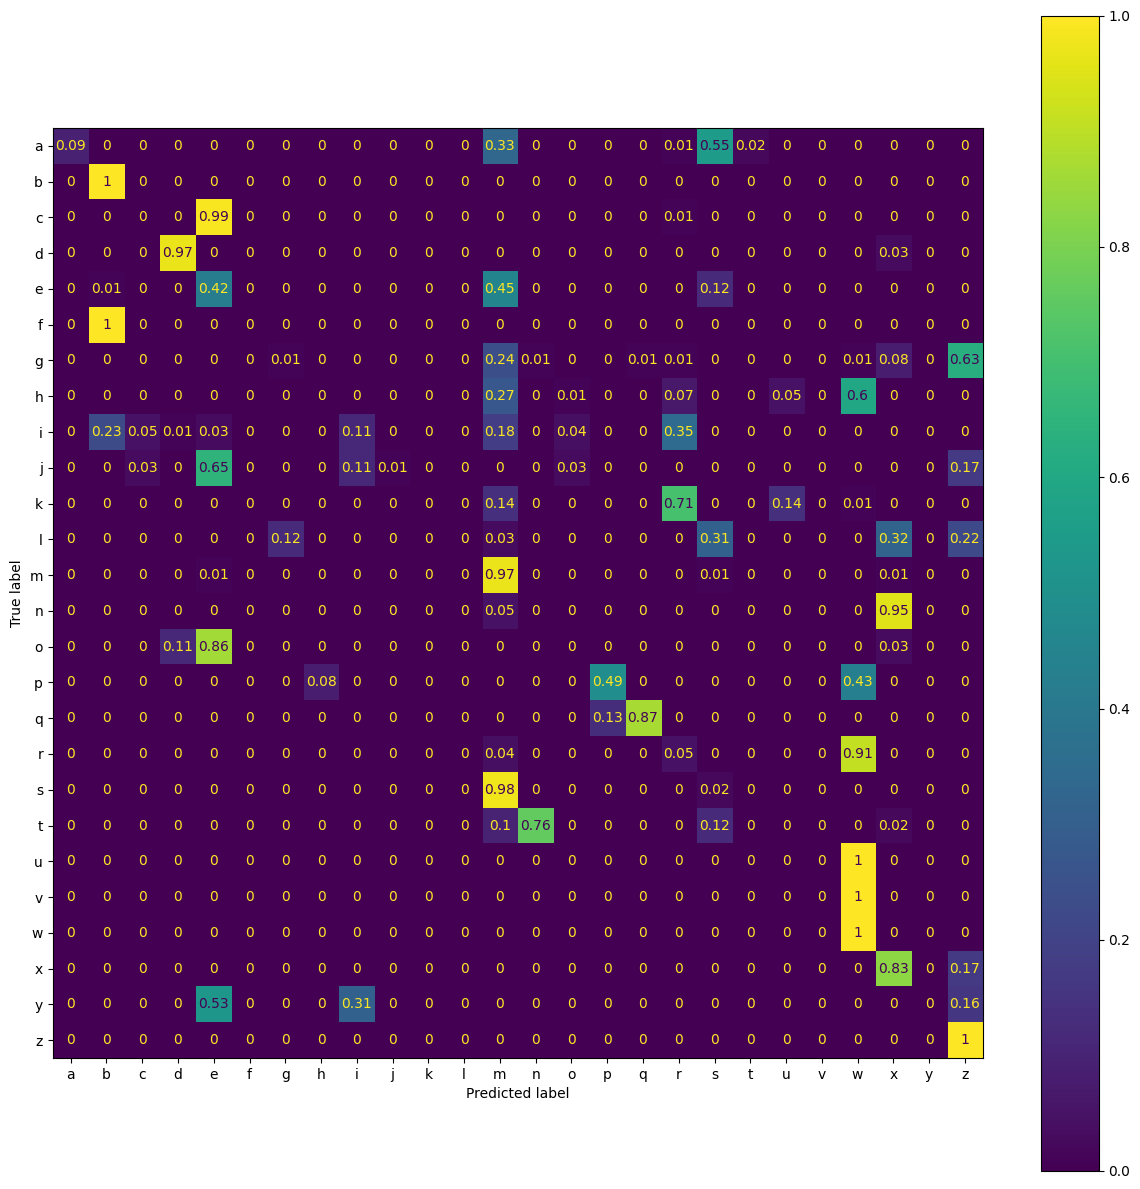 1.0
a 0.09 0 0 0 0 0 0 0 0 0 0 0 0.33 0 0 0 0 0.01 0.55 0.02 0 0 0 0 0 0
b 0 1 0 0 0 0 0 0 0 0 0 0 0 0 0 0 0 0 0 0 0 0 0 0 0 0
c 0 0 0 0 0.99 0 0 0 0 0 0 0 0 0 0 0 0 0.01 0 0 0 0 0 0 0 0
0.8
d 0 0 0 0.97 0 0 0 0 0 0 0 0 0 0 0 0 0 0 0 0 0 0 0 0.03 0 0
e 0 0.01 0 0 0.42 0 0 0 0 0 0 0 0.45 0 0 0 0 0 0.12 0 0 0 0 0 0 0
f 0 1 0 0 0 0 0 0 0 0 0 0 0 0 0 0 0 0 0 0 0 0 0 0 0 0
g 0 0 0 0 0 0 0.01 0 0 0 0 0 0.24 0.01 0 0 0.01 0.01 0 0 0 0 0.01 0.08 0 0.63
h 0 0 0 0 0 0 0 0 0 0 0 0 0.27 0 0.01 0 0 0.07 0 0 0.05 0 0.6 0 0 0
i 0 0.23 0.05 0.01 0.03 0 0 0 0.11 0 0 0 0.18 0 0.04 0 0 0.35 0 0 0 0 0 0 0 0
j 0 0 0.03 0 0.65 0 0 0 0.11 0.01 0 0 0 0 0.03 0 0 0 0 0 0 0 0 0 0 0.17
0.6
k 0 0 0 0 0 0 0 0 0 0 0 0 0.14 0 0 0 0 0.71 0 0 0.14 0 0.01 0 0 0
l 0 0 0 0 0 0 0.12 0 0 0 0 0 0.03 0 0 0 0 0 0.31 0 0 0 0 0.32 0 0.22
m 0 0 0 0 0.01 0 0 0 0 0 0 0 0.97 0 0 0 0 0 0.01 0 0 0 0 0.01 0 0
True label
n 0 0 0 0 0 0 0 0 0 0 0 0 0.05 0 0 0 0 0 0 0 0 0 0 0.95 0 0
o 0 0 0 0.11 0.86 0 0 0 0 0 0 0 0 0 0 0 0 0 0 0 0 0 0 0.03 0 0
p 0 0 0 0 0 0 0 0.08 0 0 0 0 0 0 0 0.49 0 0 0 0 0 0 0.43 0 0 0
0.4
q 0 0 0 0 0 0 0 0 0 0 0 0 0 0 0 0.13 0.87 0 0 0 0 0 0 0 0 0
r 0 0 0 0 0 0 0 0 0 0 0 0 0.04 0 0 0 0 0.05 0 0 0 0 0.91 0 0 0
s 0 0 0 0 0 0 0 0 0 0 0 0 0.98 0 0 0 0 0 0.02 0 0 0 0 0 0 0
t 0 0 0 0 0 0 0 0 0 0 0 0 0.1 0.76 0 0 0 0 0.12 0 0 0 0 0.02 0 0
u 0 0 0 0 0 0 0 0 0 0 0 0 0 0 0 0 0 0 0 0 0 0 1 0 0 0
v 0 0 0 0 0 0 0 0 0 0 0 0 0 0 0 0 0 0 0 0 0 0 1 0 0 0
w 0 0 0 0 0 0 0 0 0 0 0 0 0 0 0 0 0 0 0 0 0 0 1 0 0 0
0.2
x 0 0 0 0 0 0 0 0 0 0 0 0 0 0 0 0 0 0 0 0 0 0 0 0.83 0 0.17
y 0 0 0 0 0.53 0 0 0 0.31 0 0 0 0 0 0 0 0 0 0 0 0 0 0 0 0 0.16
z 0 0 0 0 0 0 0 0 0 0 0 0 0 0 0 0 0 0 0 0 0 0 0 0 0 1
a b c d e f g h i j k l m n o p q r s t u v w x y z
Predicted label
0.0